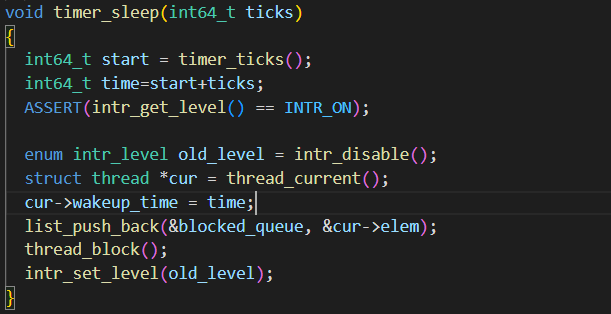 void timer_sleep(int64_t ticks)
{
  int64_t start = timer_ticks();
  int64_t time=start+ticks;
  ASSERT(intr_get_level() == INTR_ON);

  enum intr_level old_level = intr_disable();
  struct thread *cur = thread_current();
  cur->wakeup_time = time;
  list_push_back(&blocked_queue, &cur->elem);
  thread_block();
  intr_set_level(old_level);
}